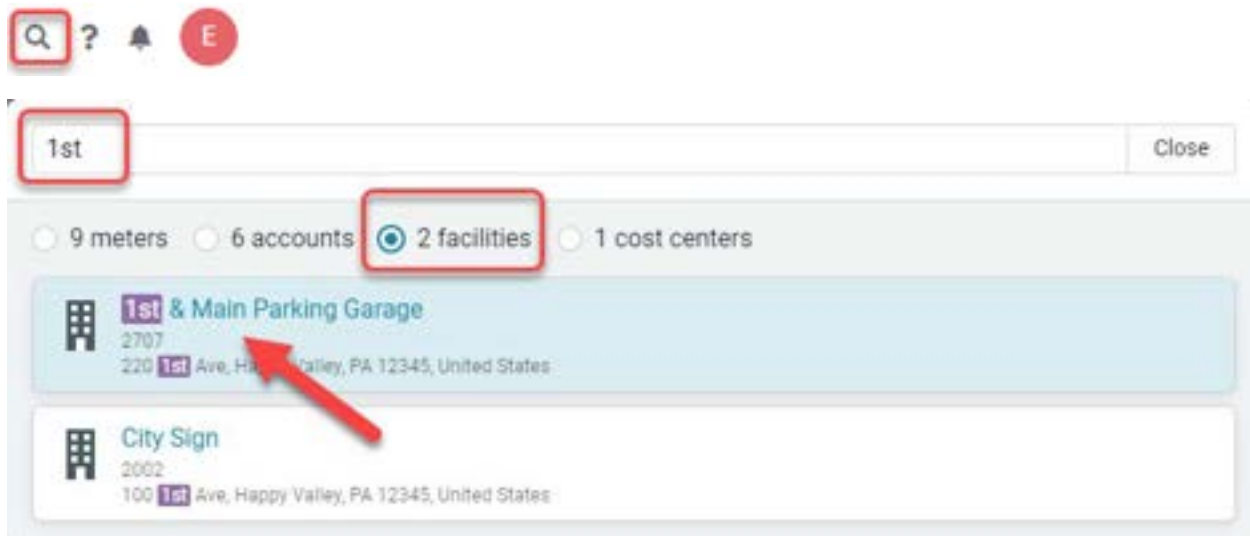 ? E
1st Close
9 meters 6 accounts 2 facilities 1 cost centers
1st & Main Parking Garage
2707
220 1st Ave, Ha Valley, PA 12345, United States
City Sign
2002
100 1st Ave, Happy Valley, PA 12345, United States